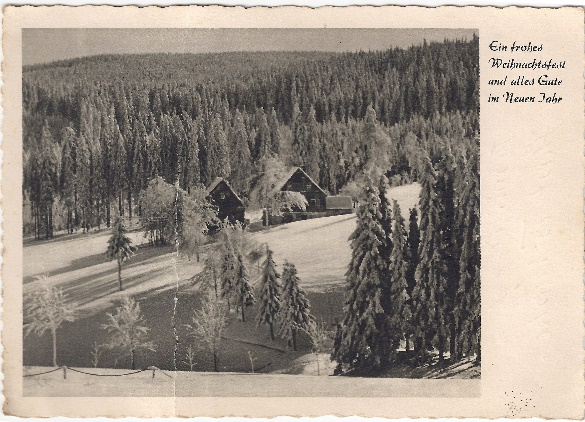 Ein frohes
Weihnachtsfest
und alles Gute
im Neuen Jahr